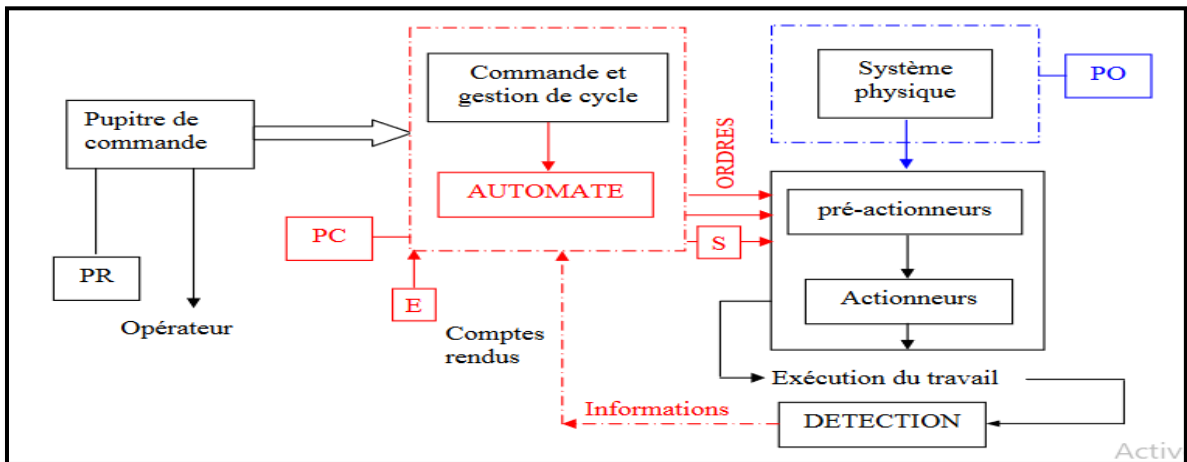 Commande et
gestion de cycle
AUTOMATE
Système
physique
PO
Pupitre de
commande
ORDRES
pré-actionneurs
PC
S
PR
E
Actionneurs
Opérateur
Comptes
rendus
Exécution du travail
Informations
DETECTION
Activ